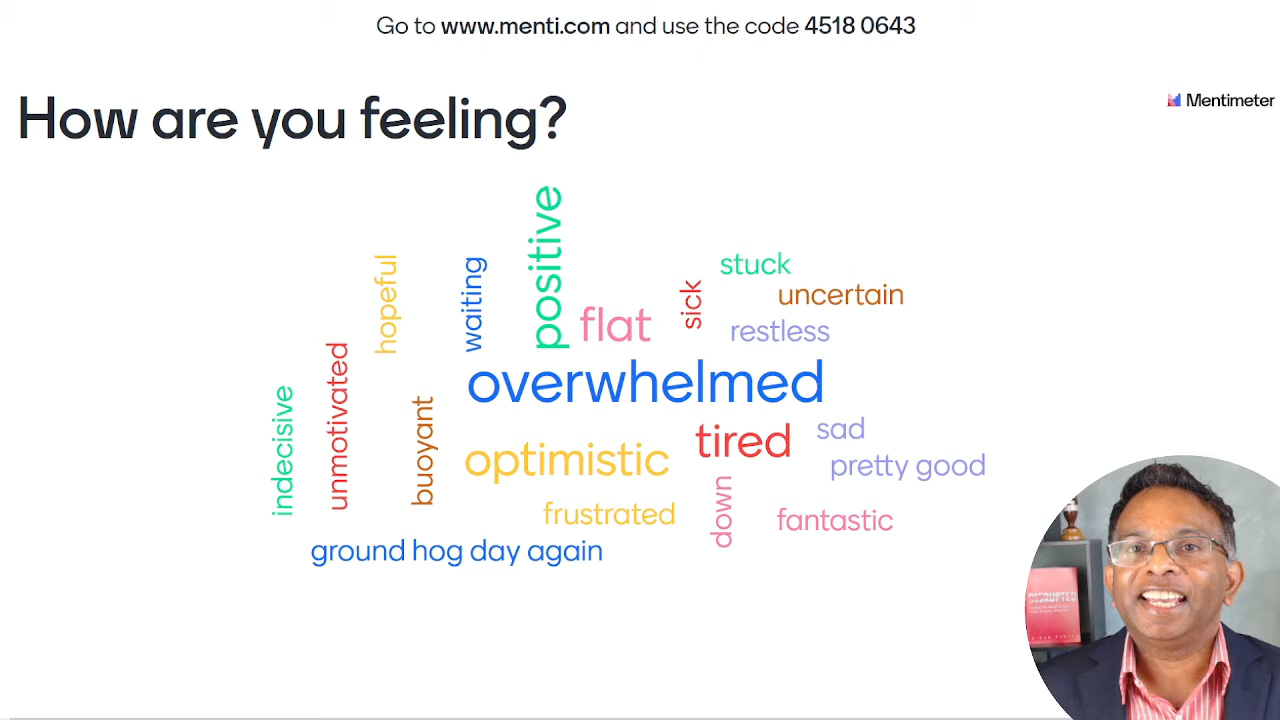 Go to www.menti.com and use the code 4518 0643
Mentimeter
How are you feeling?
positive
hopeful
waiting
stuck
sick
uncertain
flat
restless
unmotivated
overwhelmed
indecisive
buoyant
tired
sad
optimistic
pretty good
down
frustrated
fantastic
ground hog day again
DISRUPTED